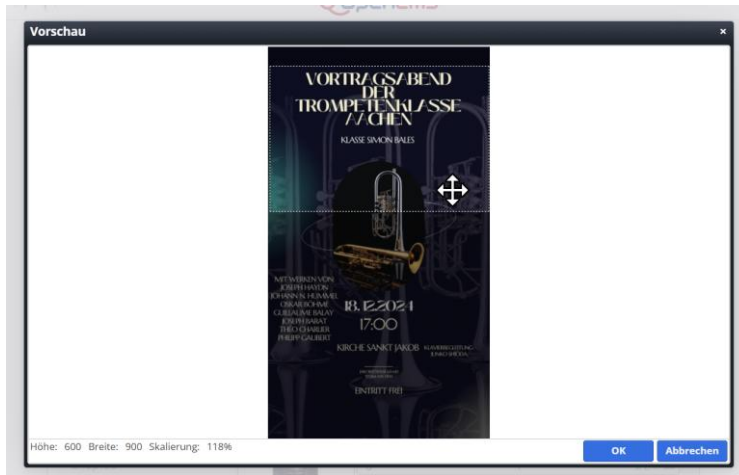 Vorschau
×
VORTRAGSABEND
DER
TROMPETENKLASSE
AACHEN
KLASSE SIMON BALES
MIT WERKEN VON
JOSEPH HAYDN
JOHANN N. HUMMEL
OSKAR BÖHME
GUILLAUME BALAY
JOSEPH BARAT
THEO CHARLIER
PHILIPP GAUBERT
18.12.2024
17:00
KIRCHE SANKT JAKOB
KLAVIERBEGLEITUNG
EINTRITT FREI
Höhe: 600 Breite: 900 Skalierung: 118%
OK
Abbrechen